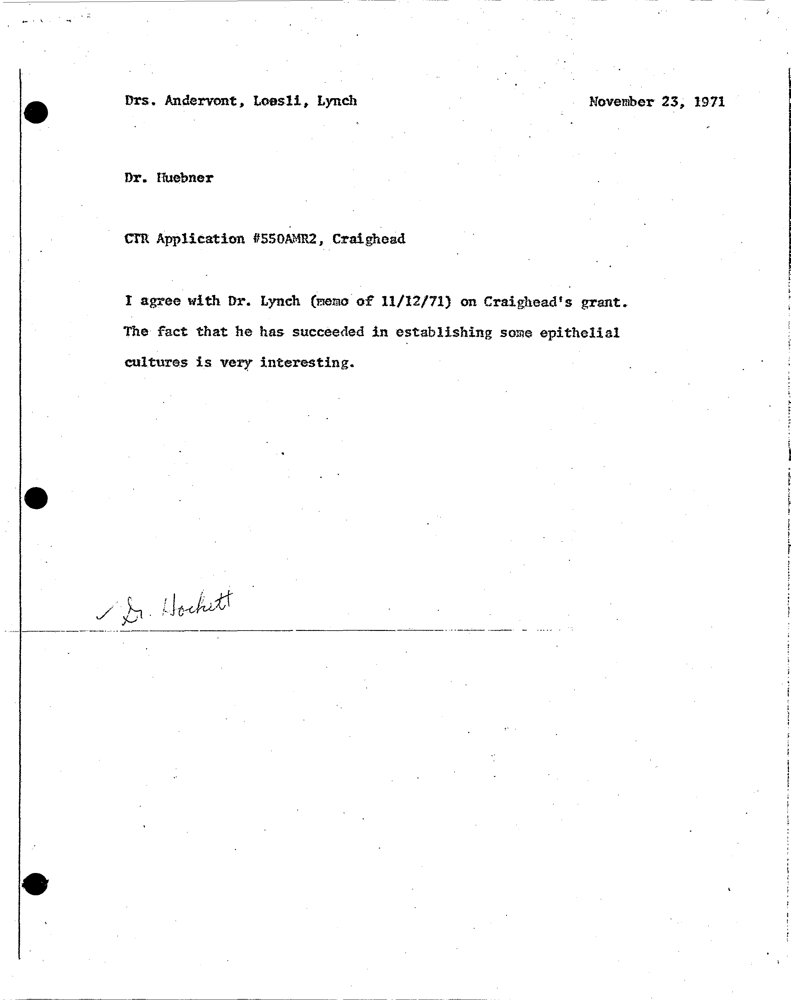 Drs. Andervont, Loosli, Lynch November 23, 1971
Dr. Huebner
CTR Application #550AMR2, Craighead
I agree with Dr. Lynch (memo of 11/12/71) on Craighead's grant.
The fact that he has succeeded in establishing some epithelial
cultures is very interesting.
✓ Dr. Hockett